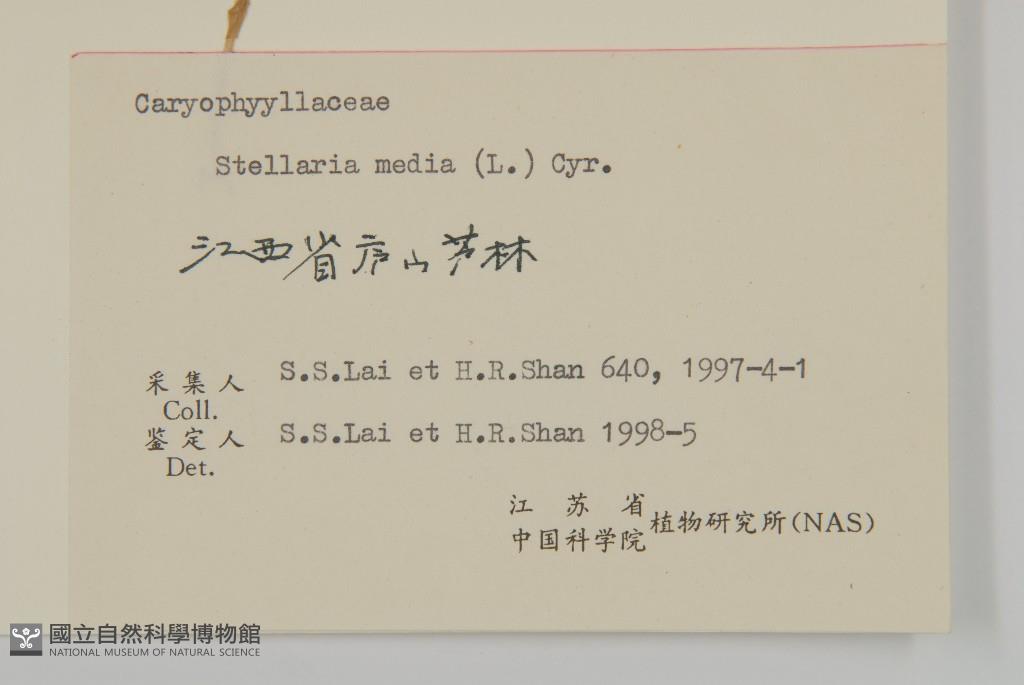 Caryophyyllaceae
Stellaria media (L.) Cyr.
江西省庐山芦林
采集人 S.S.Lai et H.R.Shan 640, 1997-4-1
Coll.
鉴定人 S.S.Lai et H.R.Shan 1998-5
Det.
江苏省
中国科学院 植物研究所(NAS)
國立自然科學博物館
NATIONAL MUSEUM OF NATURAL SCIENCE